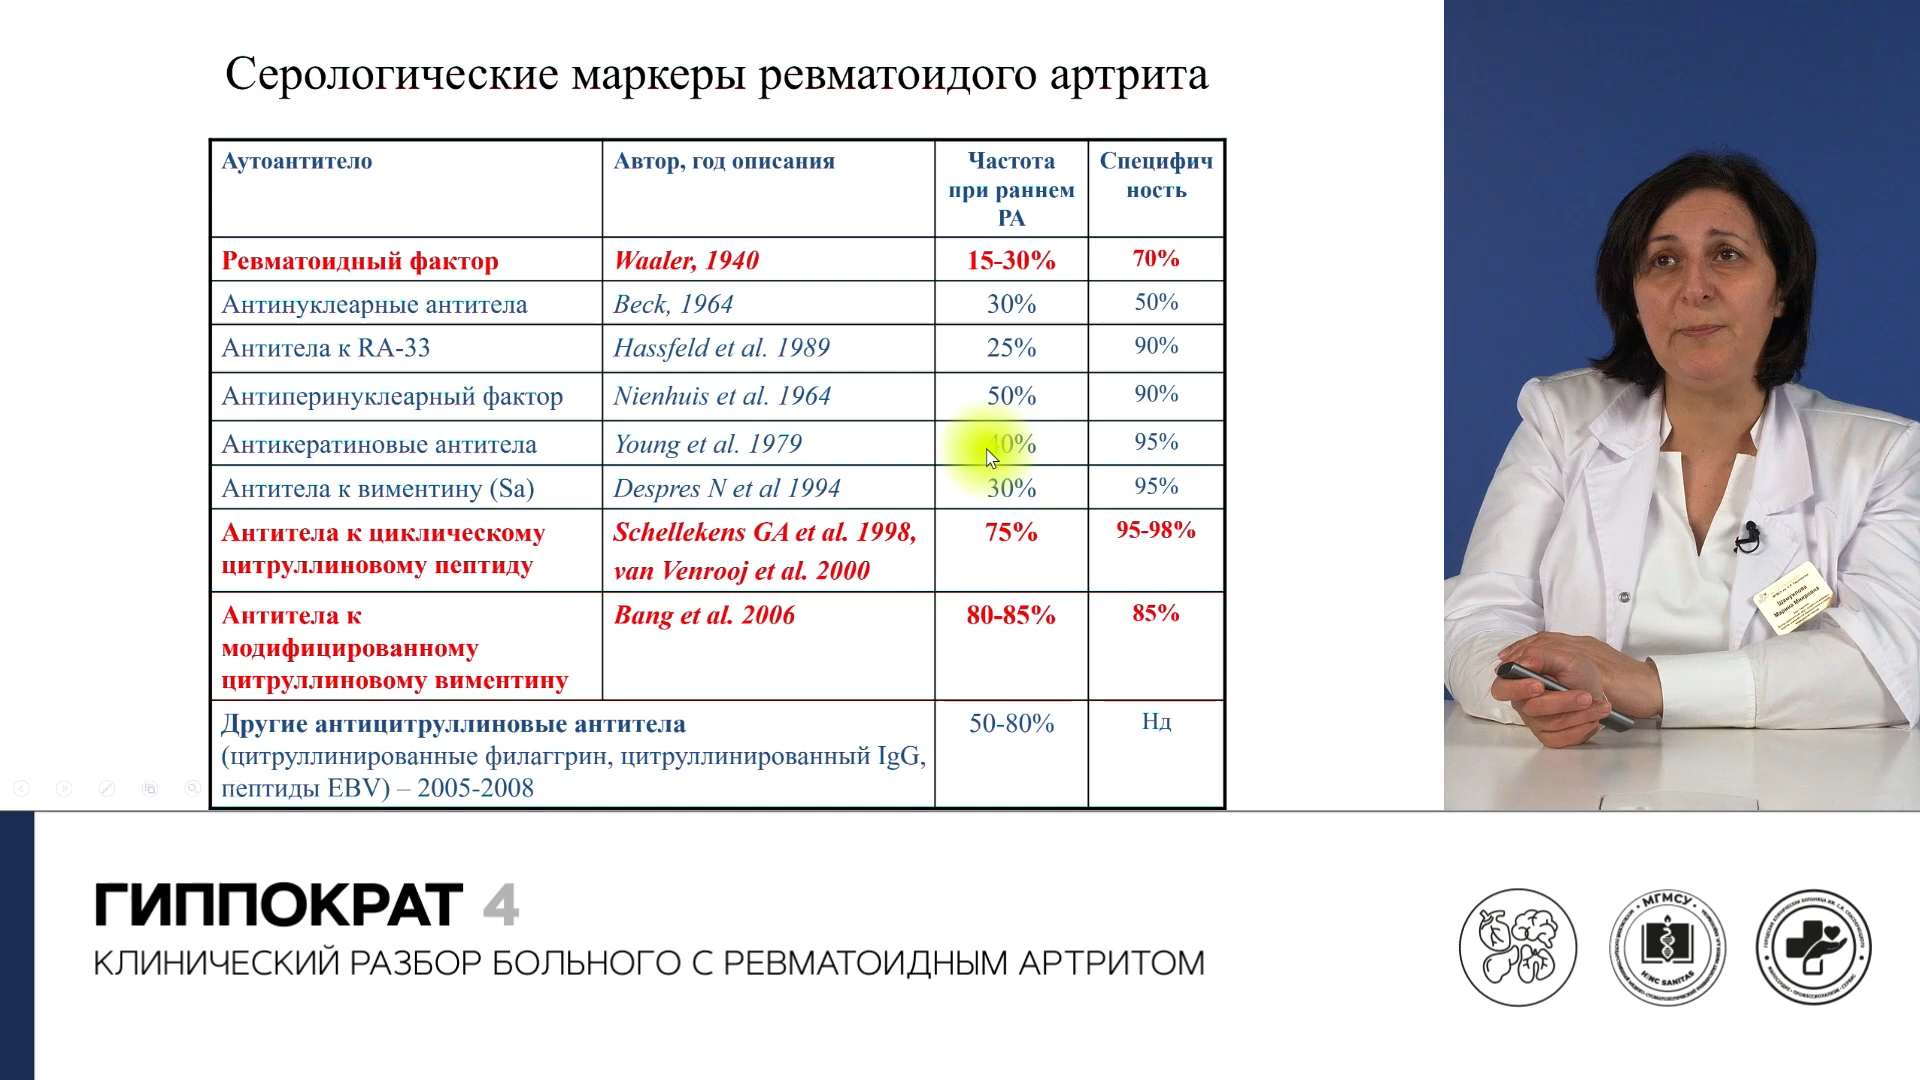 Серологические маркеры ревматоидого артрита
Аутоантитело
Автор, год описания
Частота
при раннем
РА
Специфич
ность
Ревматоидный фактор
Waaler, 1940
15-30%
70%
Антинуклеарные антитела
Beck, 1964
30%
50%
Антитела к RA-33
Hassfeld et al. 1989
25%
90%
Антиперинуклеарный фактор
Nienhuis et al. 1964
50%
90%
Антикератиновые антитела
Young et al. 1979
40%
95%
Антитела к виментину (Sa)
Despres N et al 1994
30%
95%
Антитела к циклическому
цитруллиновому пептиду
Schellekens GA et al. 1998,
van Venrooj et al. 2000
75%
95-98%
Антитела к
модифицированному
цитруллиновому виментину
Bang et al. 2006
80-85%
85%
Другие антицитруллиновые антитела
(цитруллинированные филаггрин, цитруллинированный IgG,
пептиды EBV) – 2005-2008
50-80%
Нд
Марина
ГИППОКРАТ 4
КЛИНИЧЕСКИЙ РАЗБОР БОЛЬНОГО С РЕВМАТОИДНЫМ АРТРИТОМ
МГМСУ
HINC SANITAS